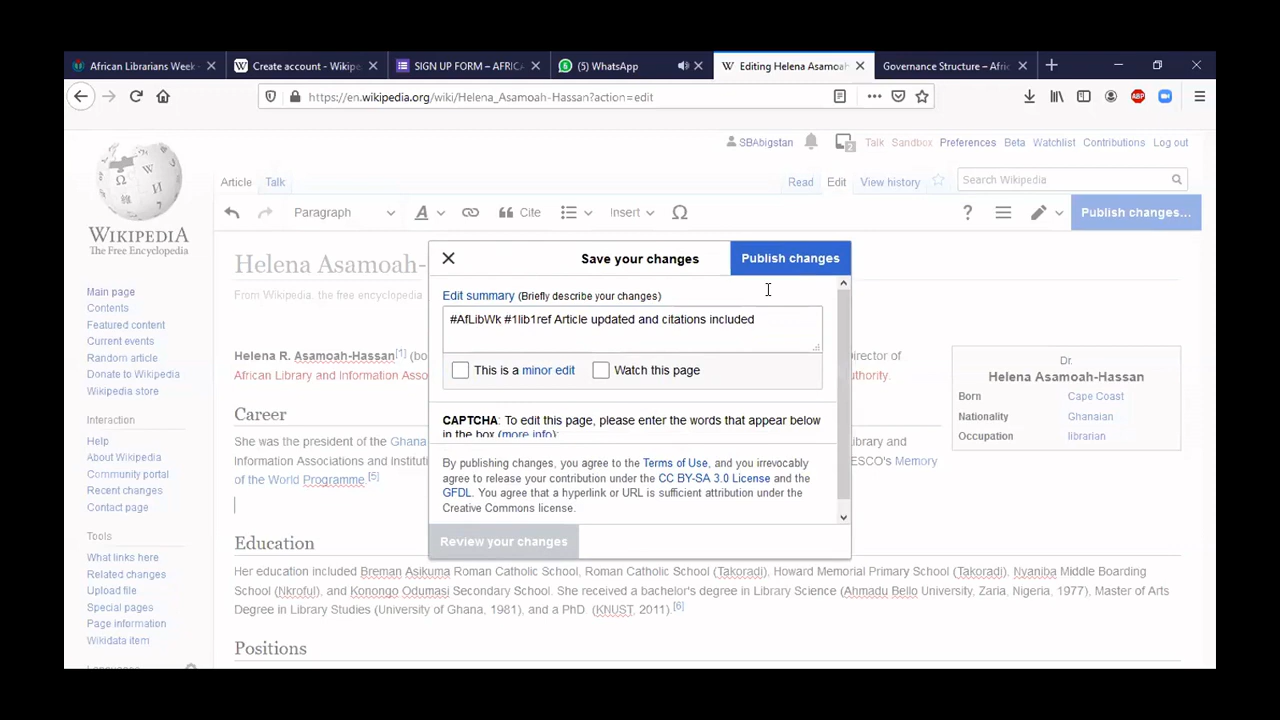 African Librarians Week
Create account - Wikipe
SIGN UP FORM – AFRICA
(5) WhatsApp
Editing Helena Asamoah
Governance Structure – Afri
https://en.wikipedia.org/wiki/Helena_Asamoah-Hassan?action=edit
ABP
SBAbigstan
2
Talk
Sandbox
Preferences
Beta
Watchlist
Contributions
Log out
WIKIPEDIA
The Free Encyclopedia
Article
Talk
Read
Edit
View history
Search Wikipedia
Paragraph
A
Cite
Insert
Ω
?
Publish changes...
Main page
Contents
Featured content
Current events
Random article
Donate to Wikipedia
Wikipedia store
Interaction
Help
About Wikipedia
Community portal
Recent changes
Contact page
Tools
What links here
Related changes
Upload file
Special pages
Page information
Wikidata item
Helena Asamoah-
From Wikipedia, the free encyclopedia
Helena R. Asamoah-Hassan[1] (bo
irector of
African Library and Information Asso
uthority.
Career
She was the president of the Ghana
ibrary and
Information Associations and Instituti
ESCO's Memory
of the World Programme.[5]
Education
Her education included Breman Asikuma Roman Catholic School, Roman Catholic School (Takoradi), Howard Memorial Primary School (Takoradi). Nyaniba Middle Boarding
School (Nkroful), and Konongo Odumasi Secondary School. She received a bachelor's degree in Library Science (Ahmadu Bello University, Zaria, Nigeria, 1977), Master of Arts
Degree in Library Studies (University of Ghana, 1981), and a PhD (KNUST, 2011).[6]
Positions
Dr.
Helena Asamoah-Hassan
Born Cape Coast
Nationality Ghanaian
Occupation librarian
Save your changes
Publish changes
Edit summary (Briefly describe your changes)
#AfLibWk #1lib1ref Article updated and citations included
This is a minor edit
Watch this page
CAPTCHA: To edit this page, please enter the words that appear below
in the box (more info):
By publishing changes, you agree to the Terms of Use, and you irrevocably
agree to release your contribution under the CC BY-SA 3.0 License and the
GFDL. You agree that a hyperlink or URL is sufficient attribution under the
Creative Commons license.
Review your changes